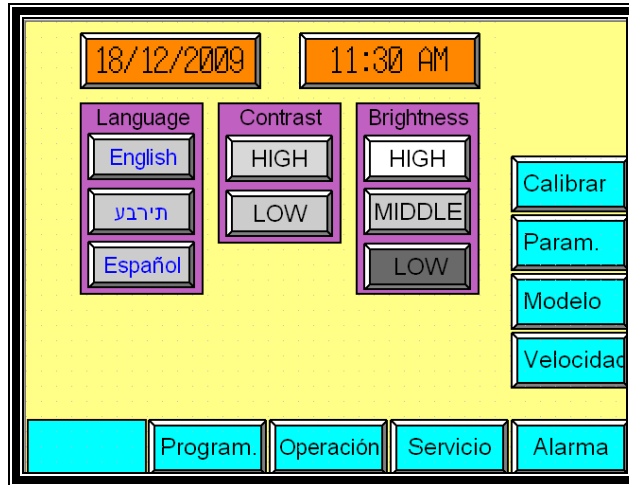 18/12/2009 11:30 AM
Language Contrast Brightness
English HIGH HIGH
תירבע LOW MIDDLE
Español LOW
Calibrar
Param.
Modelo
Velocidad
Program. Operación Servicio Alarma